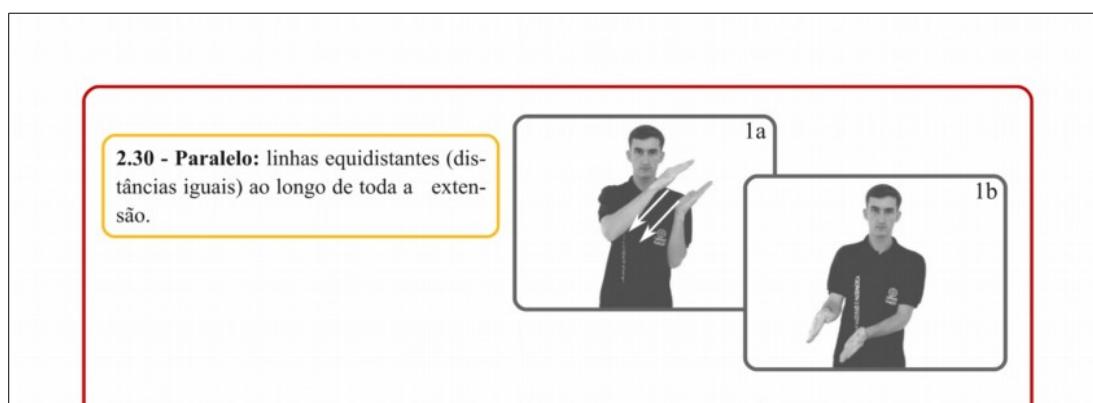 2.30 - Paralelo: linhas equidistantes (dis-
tâncias iguais) ao longo de toda a exten-
são.
1a
1b